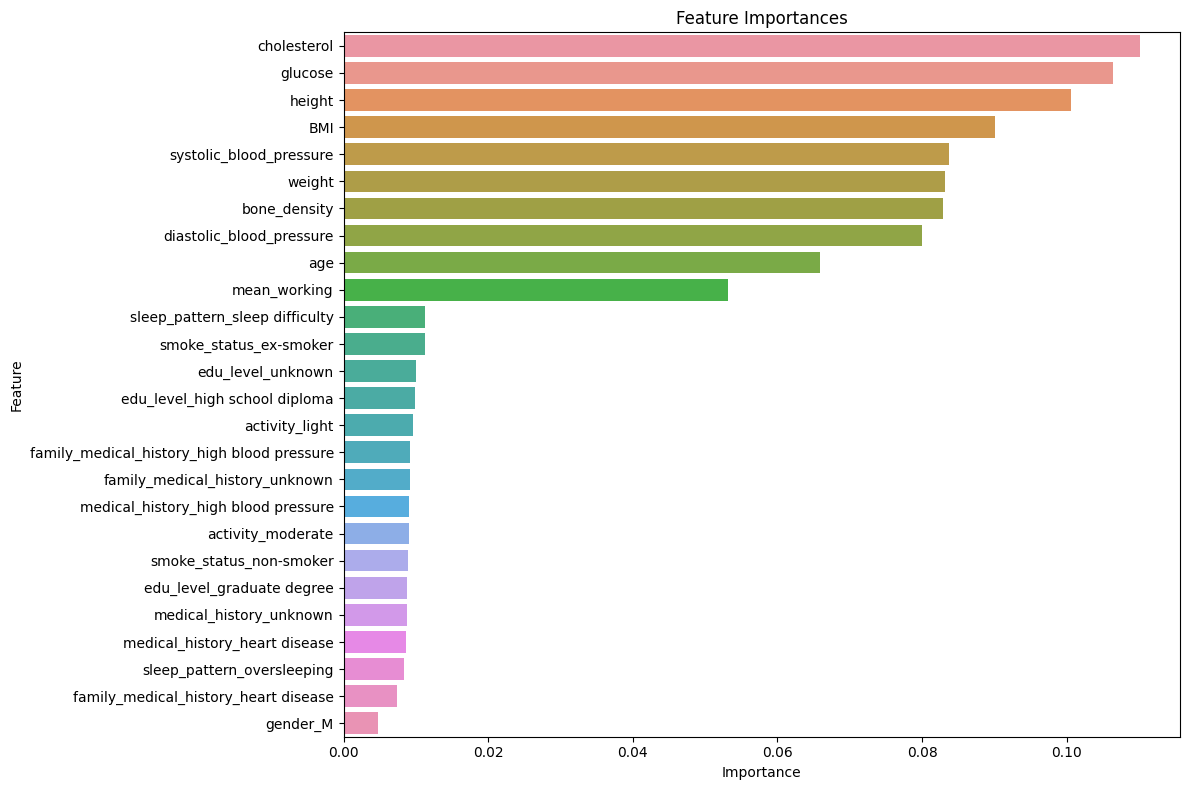 Feature Importances
cholesterol
glucose
height
BMI
systolic_blood_pressure
weight
bone_density
diastolic_blood_pressure
age
mean_working
sleep_pattern_sleep difficulty
smoke_status_ex-smoker
edu_level_unknown
edu_level_high school diploma
activity_light
family_medical_history_high blood pressure
family_medical_history_unknown
medical_history_high blood pressure
activity_moderate
smoke_status_non-smoker
edu_level_graduate degree
medical_history_unknown
medical_history_heart disease
sleep_pattern_oversleeping
family_medical_history_heart disease
gender_M
Feature
0.00 0.02 0.04 0.06 0.08 0.10
Importance